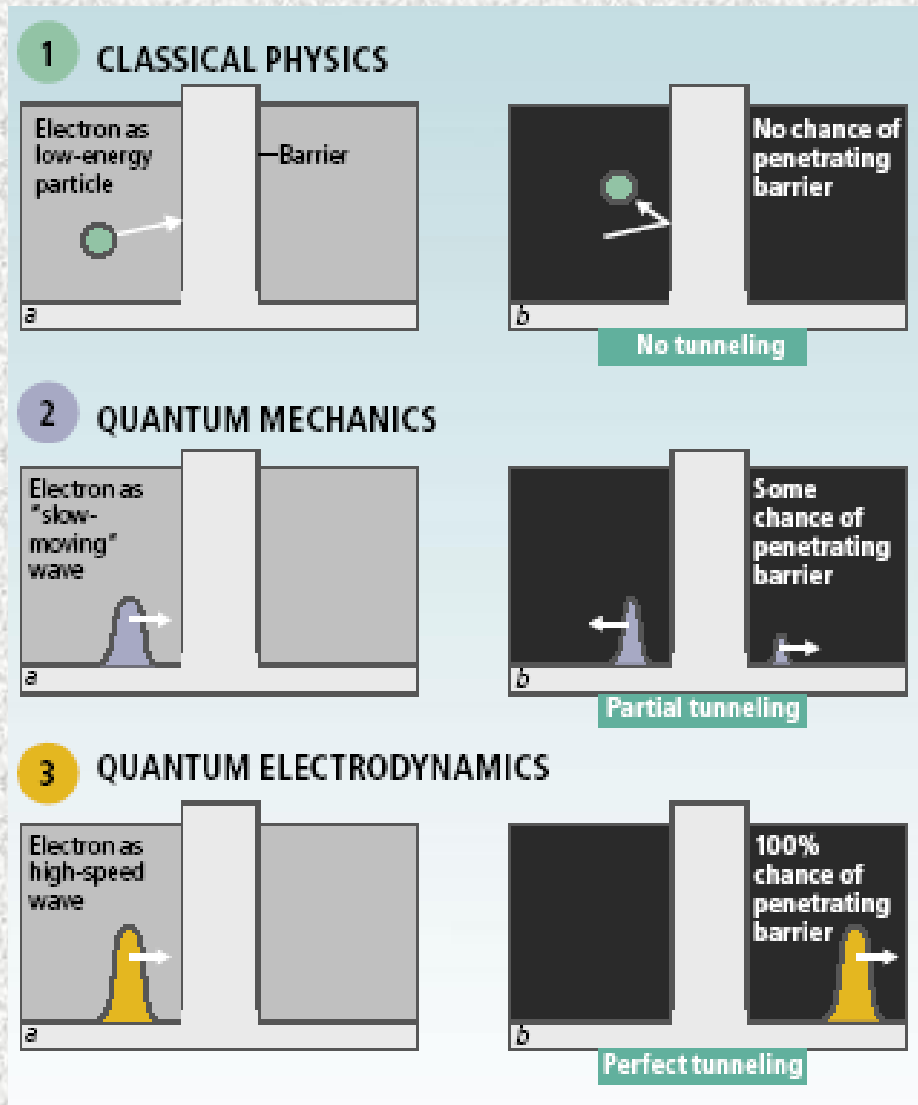 1 CLASSICAL PHYSICS
Electron as
low-energy
particle
Barrier
a
No chance of
penetrating
barrier
b
No tunneling
2 QUANTUM MECHANICS
Electron as
"slow-
moving"
wave
a
Some
chance of
penetrating
barrier
b
Partial tunneling
3 QUANTUM ELECTRODYNAMICS
Electron as
high-speed
wave
a
100%
chance of
penetrating
barrier
b
Perfect tunneling